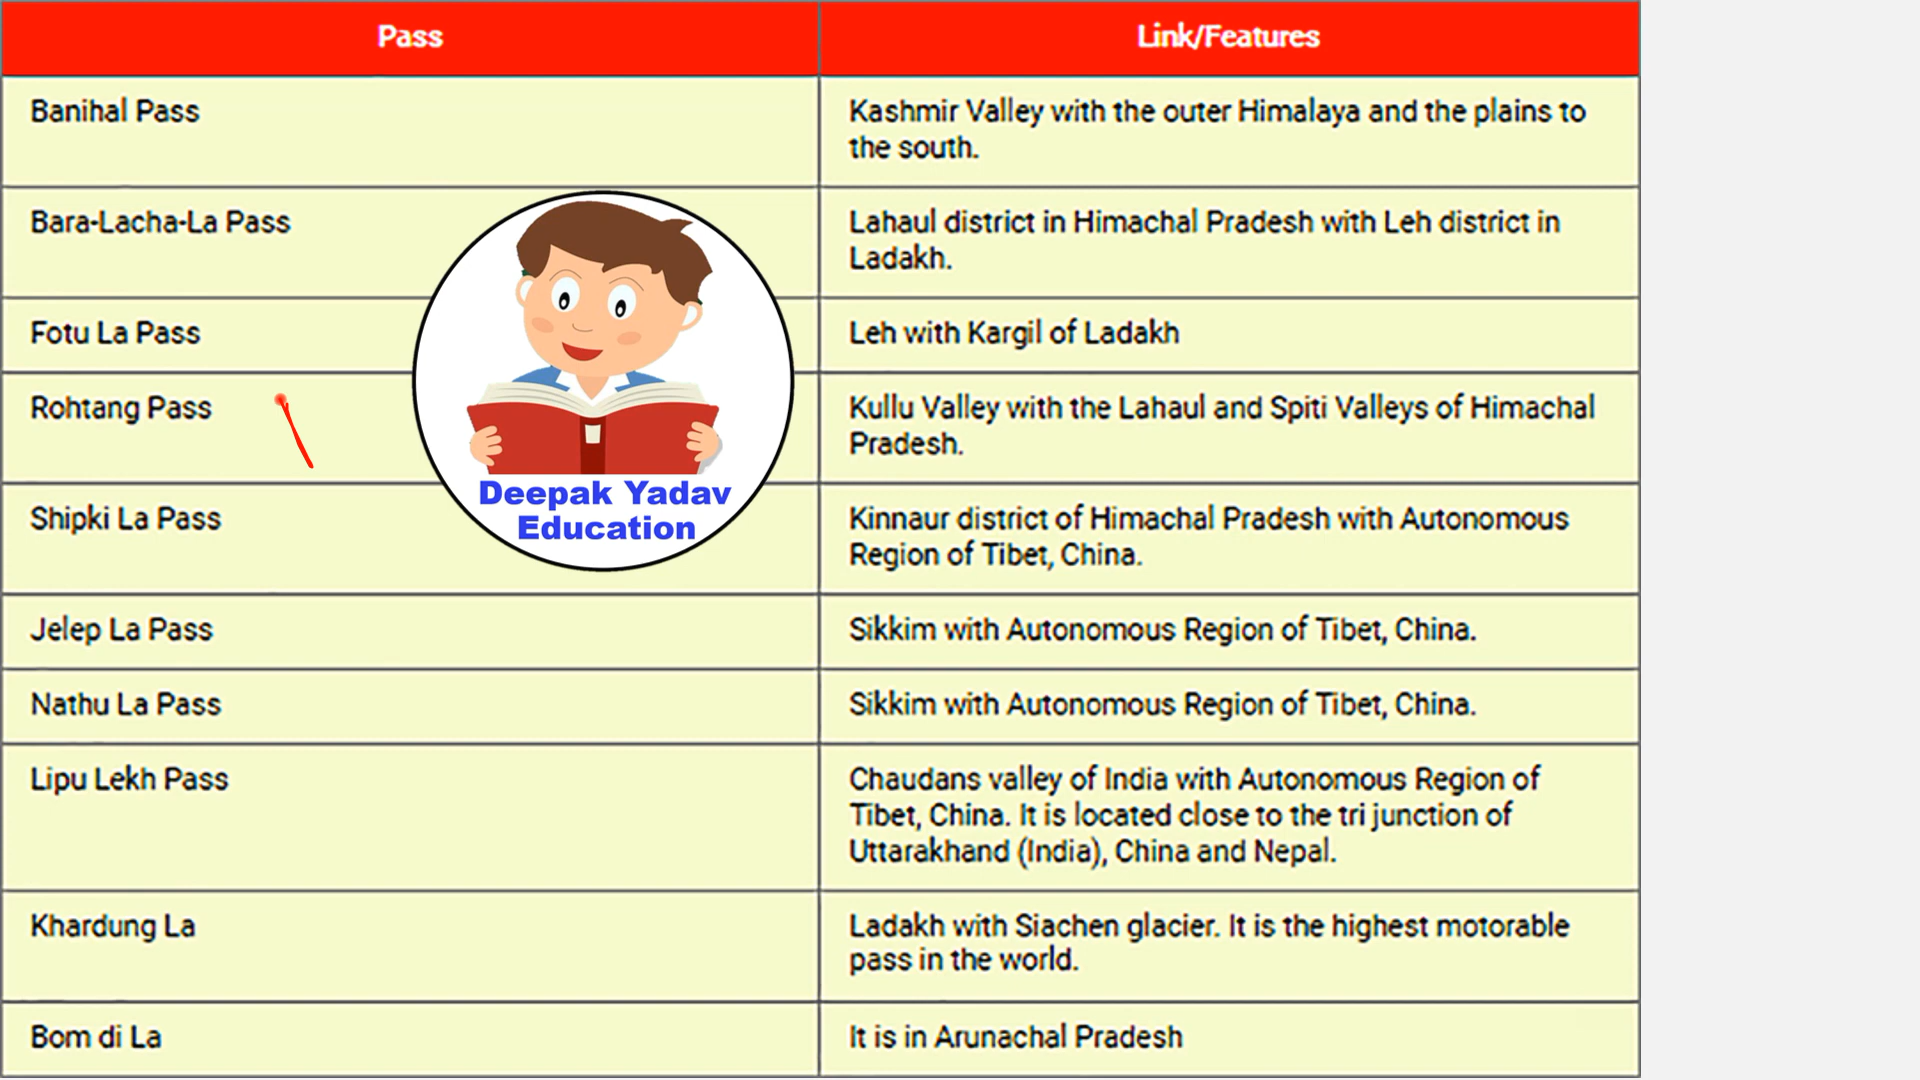 Pass
Link/Features
Banihal Pass
Kashmir Valley with the outer Himalaya and the plains to
the south.
Bara-Lacha-La Pass
Lahaul district in Himachal Pradesh with Leh district in
Ladakh.
Fotu La Pass
Leh with Kargil of Ladakh
Rohtang Pass
Kullu Valley with the Lahaul and Spiti Valleys of Himachal
Pradesh.
Deepak Yadav
Education
Shipki La Pass
Kinnaur district of Himachal Pradesh with Autonomous
Region of Tibet, China.
Jelep La Pass
Sikkim with Autonomous Region of Tibet, China.
Nathu La Pass
Sikkim with Autonomous Region of Tibet, China.
Lipu Lekh Pass
Chaudans valley of India with Autonomous Region of
Tibet, China. It is located close to the tri junction of
Uttarakhand (India), China and Nepal.
Khardung La
Ladakh with Siachen glacier. It is the highest motorable
pass in the world.
Bom di La
It is in Arunachal Pradesh